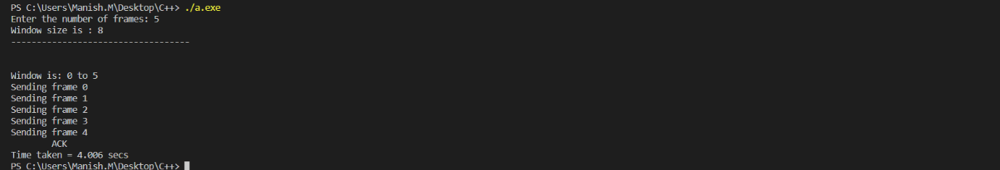 PS C:\Users\Manish.M\Desktop\C++> ./a.exe
Enter the number of frames: 5
Window size is : 8
-----------------------------------
Window is: 0 to 5
Sending frame 0
Sending frame 1
Sending frame 2
Sending frame 3
Sending frame 4
ACK
Time taken = 4.006 secs
PS C:\Users\Manish.M\Desktop\C++>